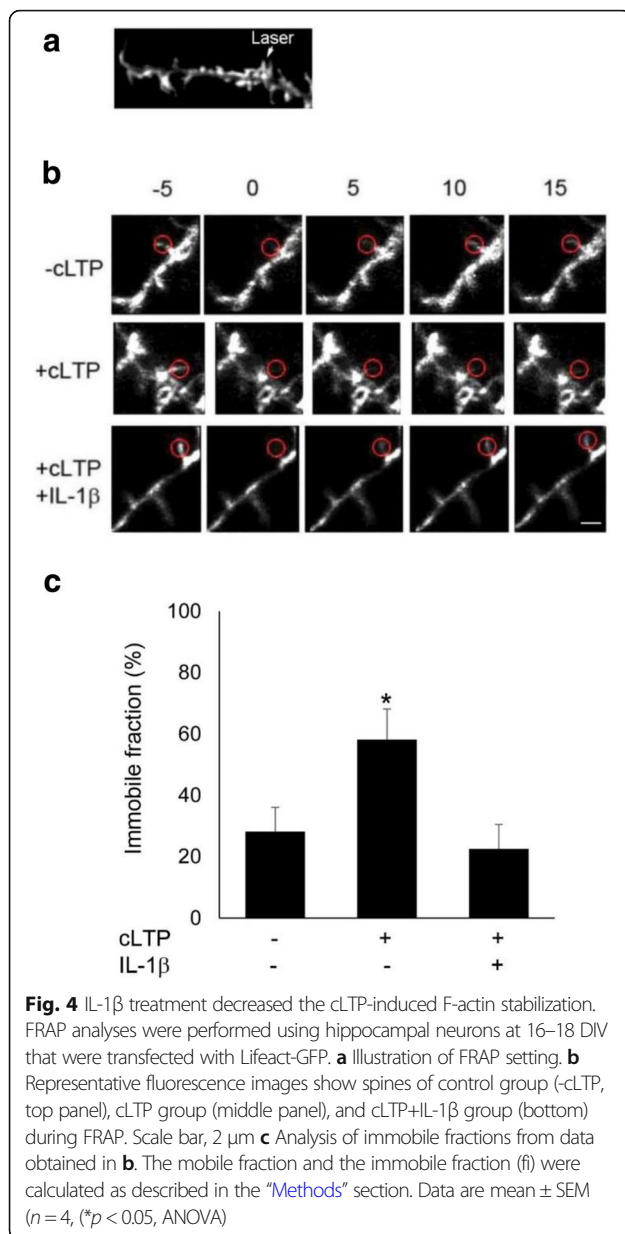 a
Laser
b
-5 0 5 10 15
-cLTP
+cLTP
+cLTP
+IL-1β
c
Immobile fraction (%)
100
80
60
40
20
0
*
cLTP - + +
IL-1β - - +
Fig. 4 IL-1β treatment decreased the cLTP-induced F-actin stabilization.
FRAP analyses were performed using hippocampal neurons at 16–18 DIV
that were transfected with Lifeact-GFP. a Illustration of FRAP setting. b
Representative fluorescence images show spines of control group (-cLTP,
top panel), cLTP group (middle panel), and cLTP+IL-1β group (bottom)
during FRAP. Scale bar, 2 μm c Analysis of immobile fractions from data
obtained in b. The mobile fraction and the immobile fraction (fi) were
calculated as described in the “Methods” section. Data are mean ± SEM
(n = 4, (*p < 0.05, ANOVA)